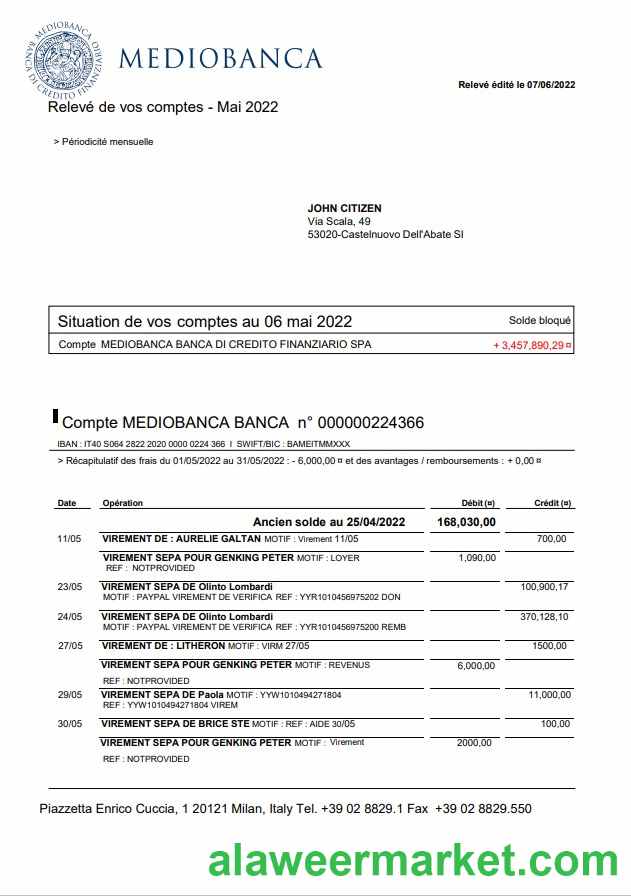 MEDIOBANCA
BANCA DI CREDITO FINANZIARIO
MEDIOBANCA
Relevé édité le 07/06/2022
Relevé de vos comptes - Mai 2022
> Périodicité mensuelle
JOHN CITIZEN
Via Scala, 49
53020-Castelnuovo Dell'Abate SI
Situation de vos comptes au 06 mai 2022 Solde bloqué
Compte MEDIOBANCA BANCA DI CREDITO FINANZIARIO SPA + 3,457,890,29 ¤
Compte MEDIOBANCA BANCA n° 000000224366
IBAN : IT40 S064 2822 2020 0000 0224 366 I SWIFT/BIC : BAMEITMMXXX
> Récapitulatif des frais du 01/05/2022 au 31/05/2022 : - 6,000,00 ¤ et des avantages / remboursements : + 0,00 ¤
Date Opération Débit (¤) Crédit (¤)
Ancien solde au 25/04/2022 168,030,00
11/05 VIREMENT DE : AURELIE GALTAN MOTIF : Virement 11/05 700,00
VIREMENT SEPA POUR GENKING PETER MOTIF : LOYER 1,090,00
REF : NOTPROVIDED
23/05 VIREMENT SEPA DE Olinto Lombardi 100,900,17
MOTIF : PAYPAL VIREMENT DE VERIFICA REF : YYR1010456975202 DON
24/05 VIREMENT SEPA DE Olinto Lombardi 370,128,10
MOTIF : PAYPAL VIREMENT DE VERIFICA REF : YYR1010456975200 REMB
27/05 VIREMENT DE : LITHERON MOTIF : VIRM 27/05 1500,00
VIREMENT SEPA POUR GENKING PETER MOTIF : REVENUS 6,000,00
REF : NOTPROVIDED
29/05 VIREMENT SEPA DE Paola MOTIF : YYW1010494271804 11,000,00
REF : YYW1010494271804 VIREM
30/05 VIREMENT SEPA DE BRICE STE MOTIF : REF : AIDE 30/05 100,00
VIREMENT SEPA POUR GENKING PETER MOTIF : Virement 2000,00
REF : NOTPROVIDED
Piazzetta Enrico Cuccia, 1 20121 Milan, Italy Tel. +39 02 8829.1 Fax +39 02 8829.550
alaweermarket.com